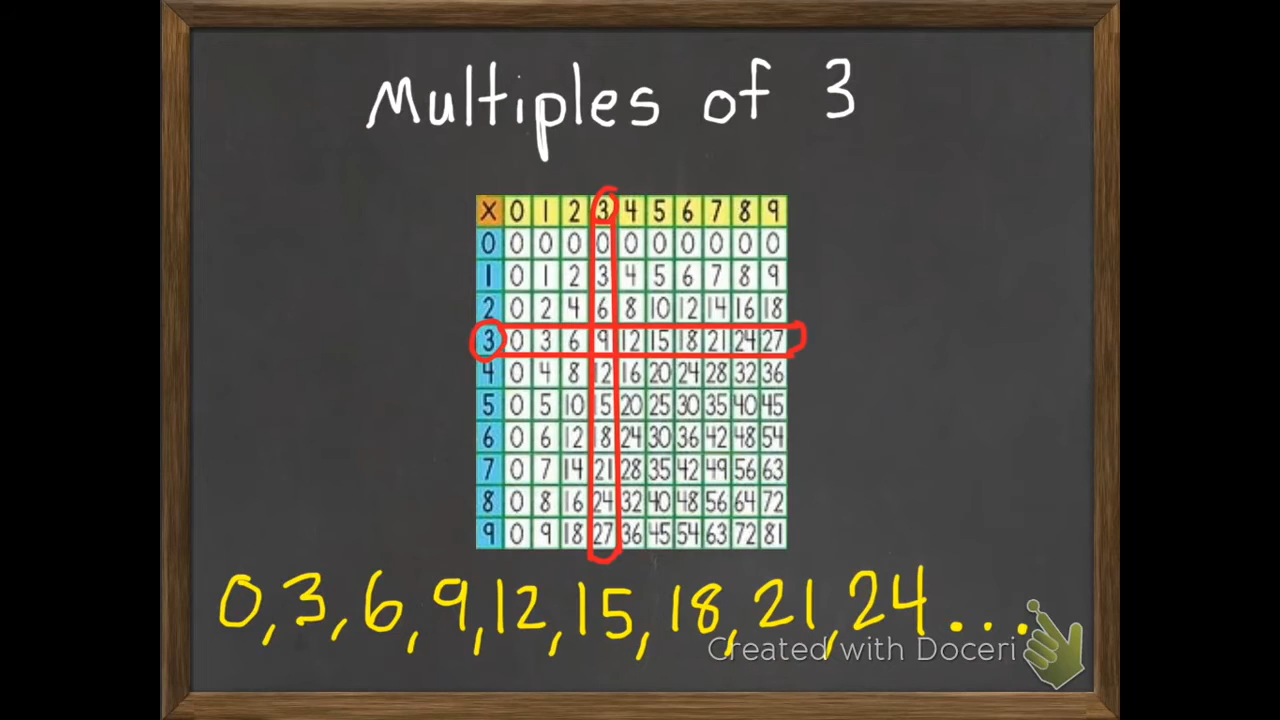 Multiples of 3
X 0 1 2 3 4 5 6 7 8 9
0 0 0 0 0 0 0 0 0 0 0
1 0 1 2 3 4 5 6 7 8 9
2 0 2 4 6 8 10 12 14 16 18
3 0 3 6 9 12 15 18 21 24 27
4 0 4 8 12 16 20 24 28 32 36
5 0 5 10 15 20 25 30 35 40 45
6 0 6 12 18 24 30 36 42 48 54
7 0 7 14 21 28 35 42 49 56 63
8 0 8 16 24 32 40 48 56 64 72
9 0 9 18 27 36 45 54 63 72 81
0, 3, 6, 9, 12, 15, 18, 21, 24 ...
Created with Doceri